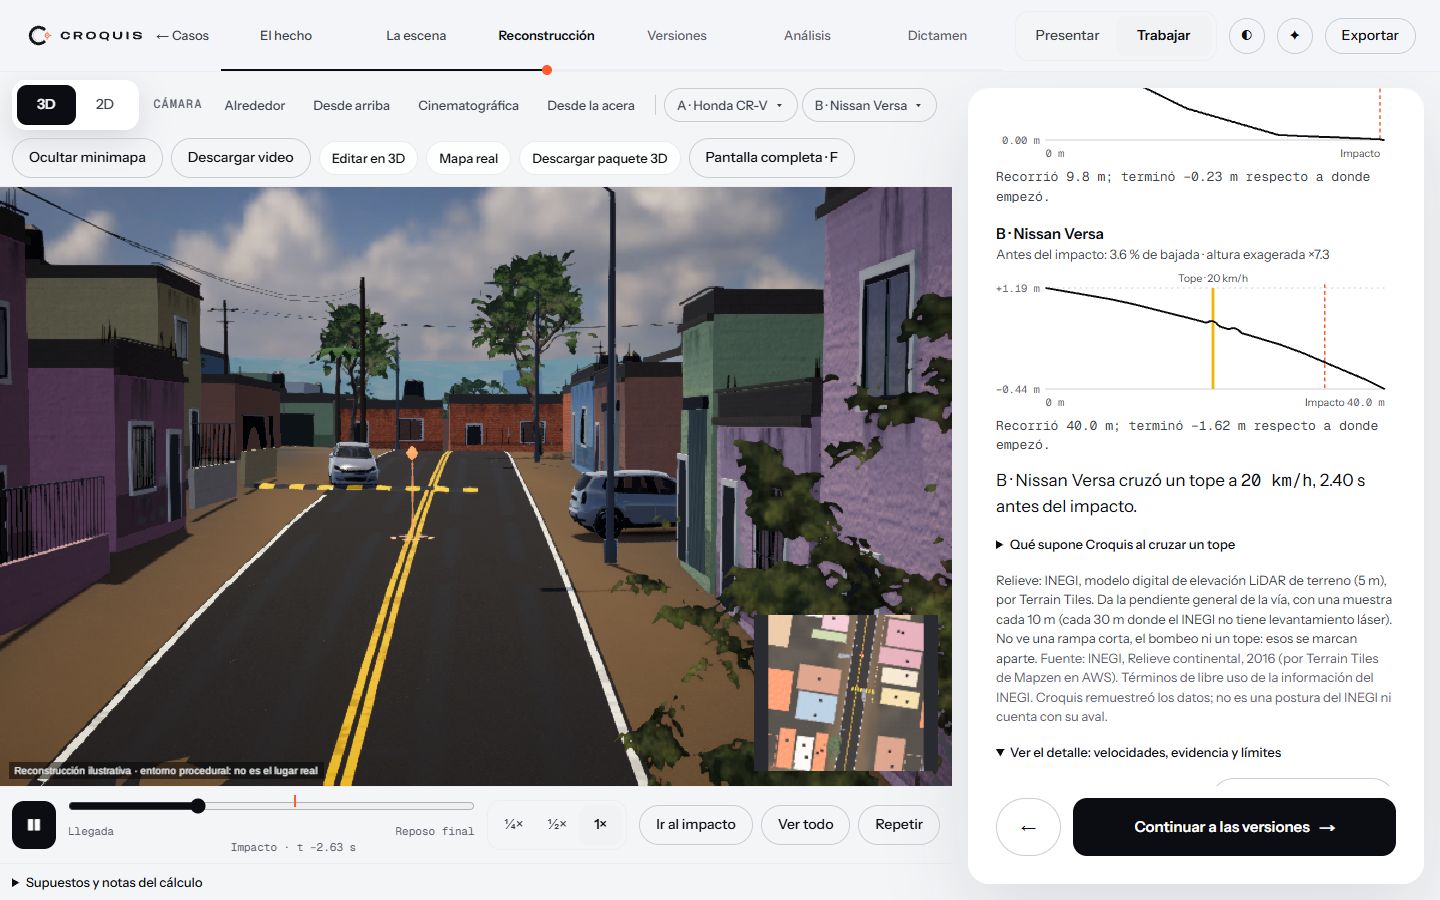 CROQUIS
← Casos
El hecho
La escena
Reconstrucción
Versiones
Análisis
Dictamen
Presentar
Trabajar
Exportar
3D
2D
CÁMARA
Alrededor
Desde arriba
Cinematográfica
Desde la acera
A · Honda CR-V
B · Nissan Versa
Ocultar minimapa
Descargar video
Editar en 3D
Mapa real
Descargar paquete 3D
Pantalla completa · F
Reconstrucción ilustrativa - entorno procedural: no es el lugar real
Llegada
Reposo final
Impacto · t −2.63 s
¼×
½×
1×
Ir al impacto
Ver todo
Repetir
Supuestos y notas del cálculo
0.00 m
0 m
Impacto
Recorrió 9.8 m; terminó −0.23 m respecto a donde
empezó.
B · Nissan Versa
Antes del impacto: 3.6 % de bajada · altura exagerada ×7.3
Tope · 20 km/h
+1.19 m
−0.44 m
0 m
Impacto 40.0 m
Recorrió 40.0 m; terminó −1.62 m respecto a donde
empezó.
B · Nissan Versa cruzó un tope a 20 km/h, 2.40 s
antes del impacto.
Qué supone Croquis al cruzar un tope
Relieve: INEGI, modelo digital de elevación LiDAR de terreno (5 m),
por Terrain Tiles. Da la pendiente general de la vía, con una muestra
cada 10 m (cada 30 m donde el INEGI no tiene levantamiento láser).
No ve una rampa corta, el bombeo ni un tope: esos se marcan
aparte. Fuente: INEGI, Relieve continental, 2016 (por Terrain Tiles
de Mapzen en AWS). Términos de libre uso de la información del
INEGI. Croquis remuestreó los datos; no es una postura del INEGI ni
cuenta con su aval.
Ver el detalle: velocidades, evidencia y límites
←
Continuar a las versiones →